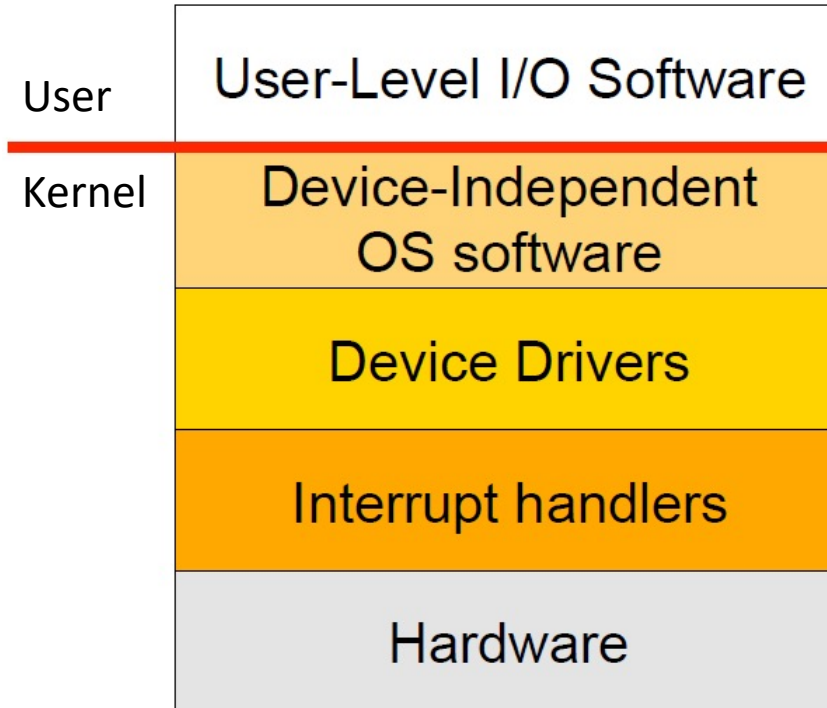 User
User-Level I/O Software
Kernel
Device-Independent
OS software
Device Drivers
Interrupt handlers
Hardware